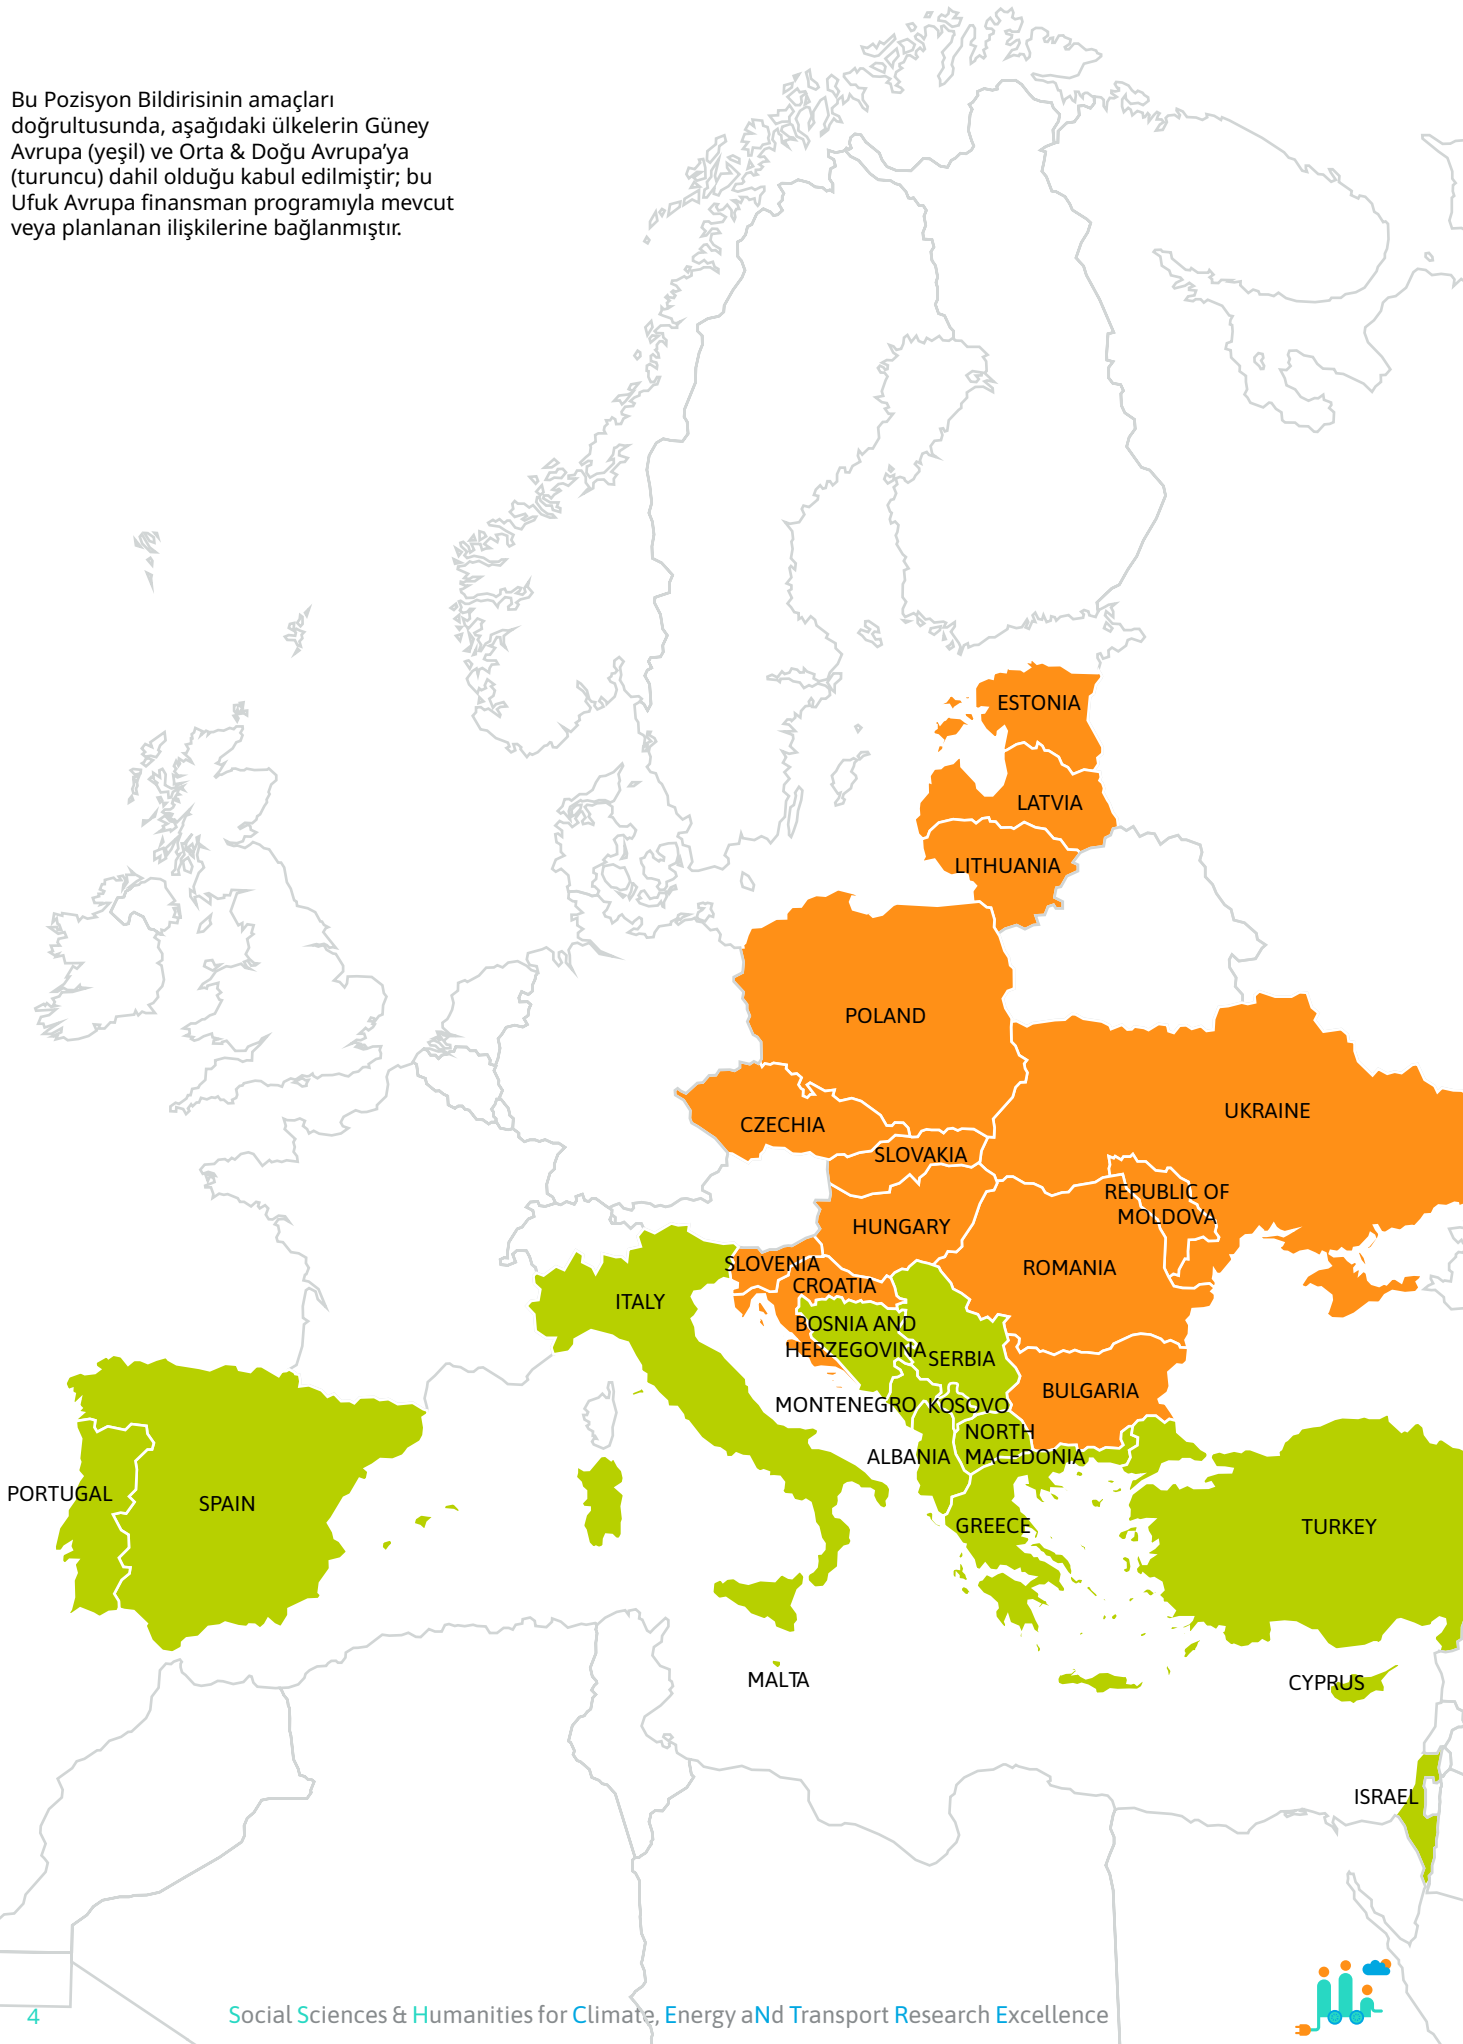 Bu Pozisyon Bildirisinin amaçları
doğrultusunda, aşağıdaki ülkelerin Güney
Avrupa (yeşil) ve Orta & Doğu Avrupa’ya
(turuncu) dahil olduğu kabul edilmiştir; bu
Ufuk Avrupa finansman programıyla mevcut
veya planlanan ilişkilerine bağlanmıştır.
ESTONIA
LATVIA
LITHUANIA
POLAND
UKRAINE
CZECHIA
SLOVAKIA
REPUBLIC OF
MOLDOVA
HUNGARY
SLOVENIA
ROMANIA
CROATIA
ITALY
BOSNIA AND
HERZEGOVINA
SERBIA
BULGARIA
MONTENEGRO
KOSOVO
NORTH
MACEDONIA
ALBANIA
PORTUGAL
SPAIN
GREECE
TURKEY
MALTA
CYPRUS
ISRAEL
4
Social Sciences & Humanities for Climate, Energy aNd Transport Research Excellence